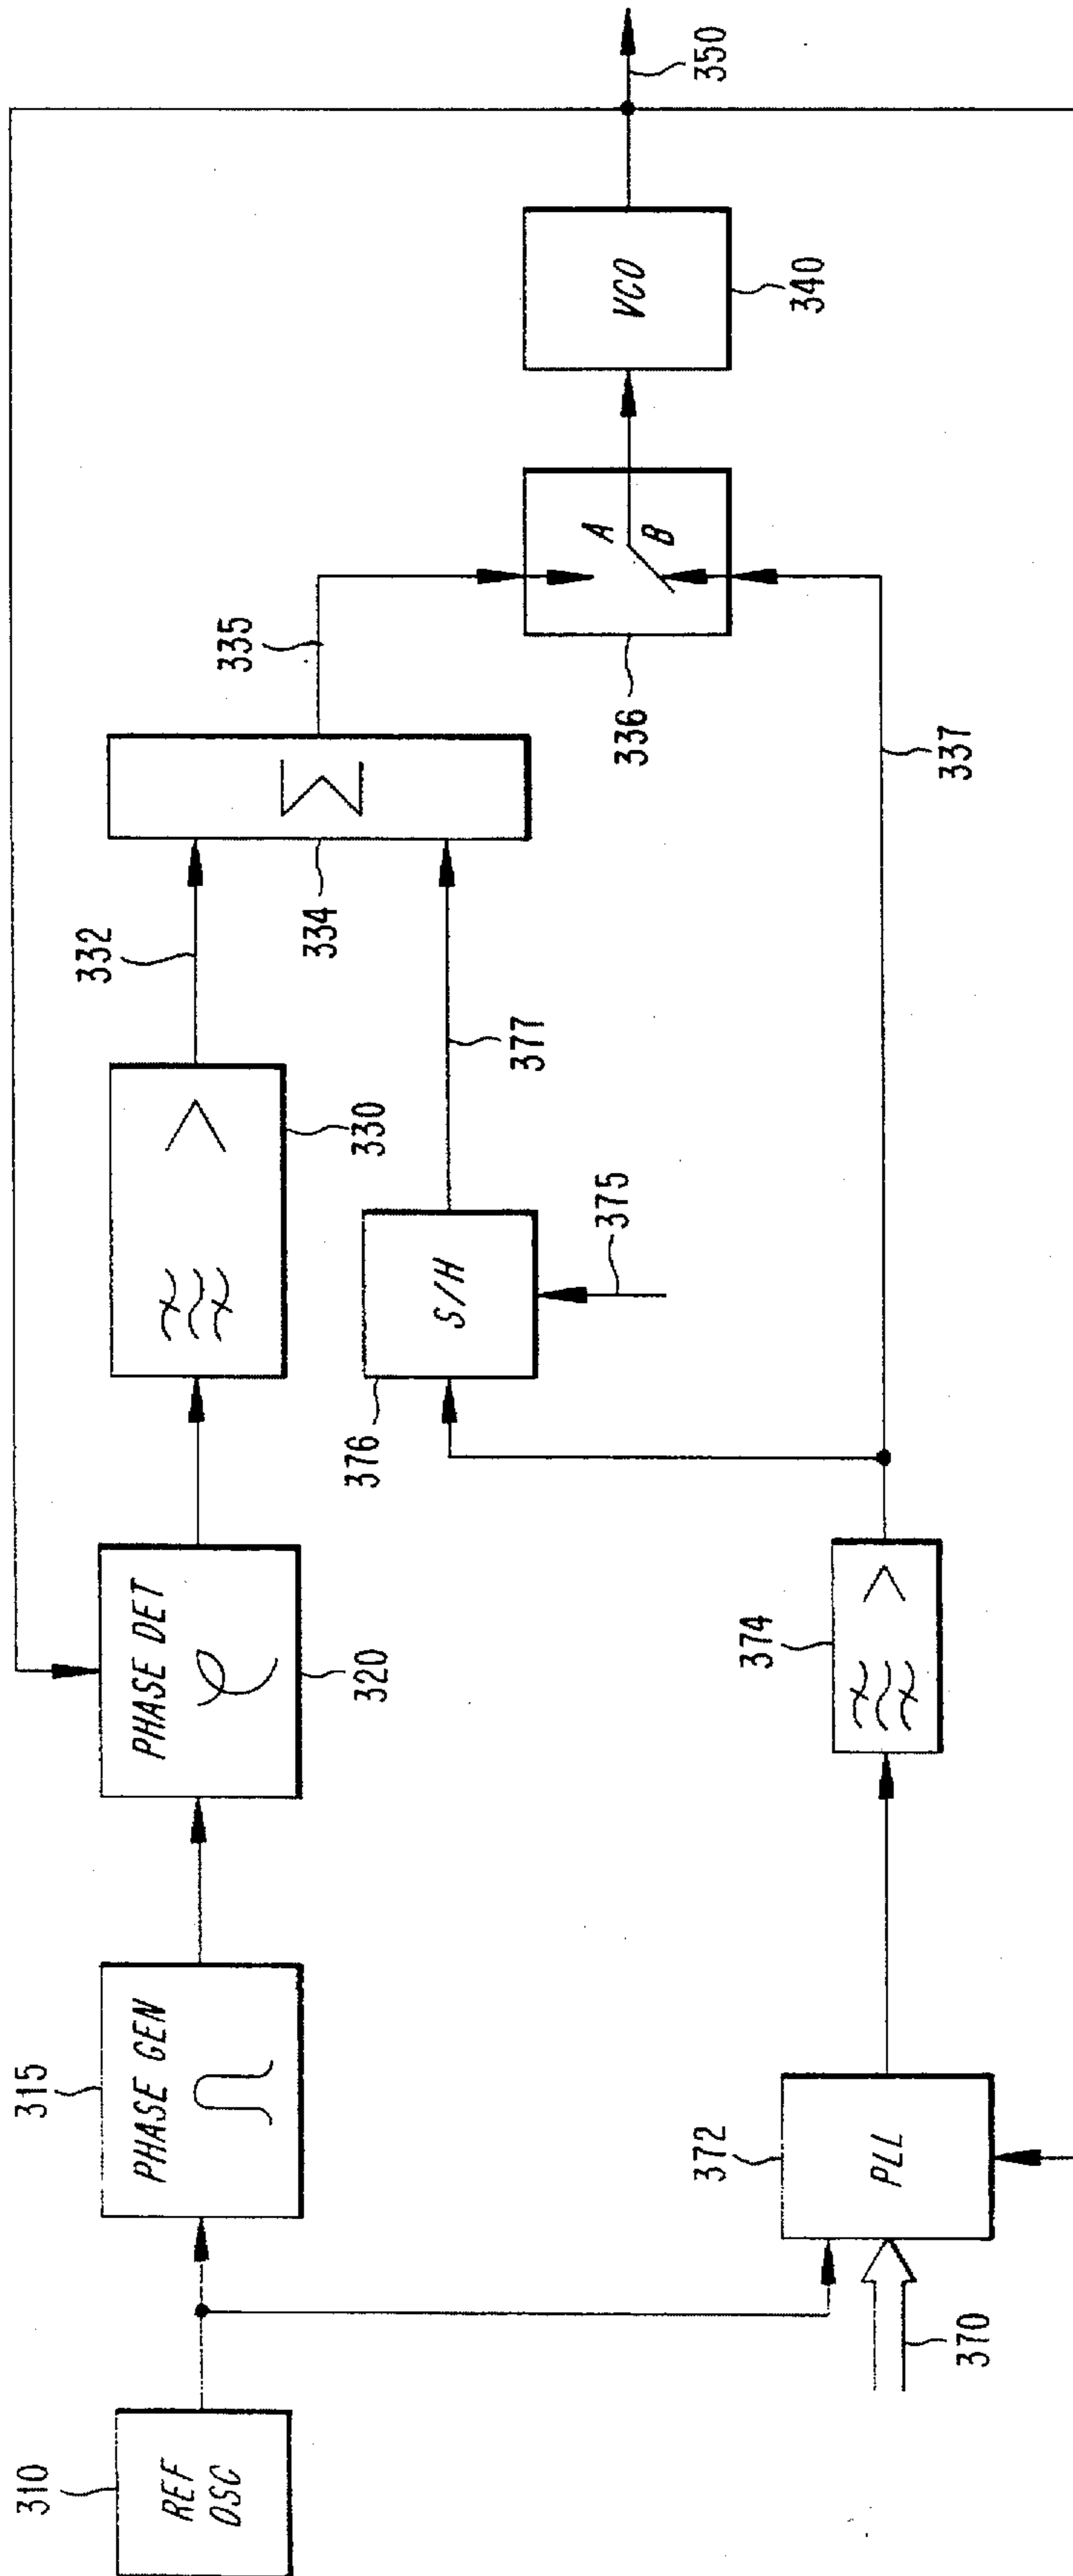 310
REF
OSC
315
PHASE GEN
PHASE DET
320
330
332
334
Σ
335
376
S/H
375
377
336
A
B
VCO
340
350
370
372
PLL
374
337